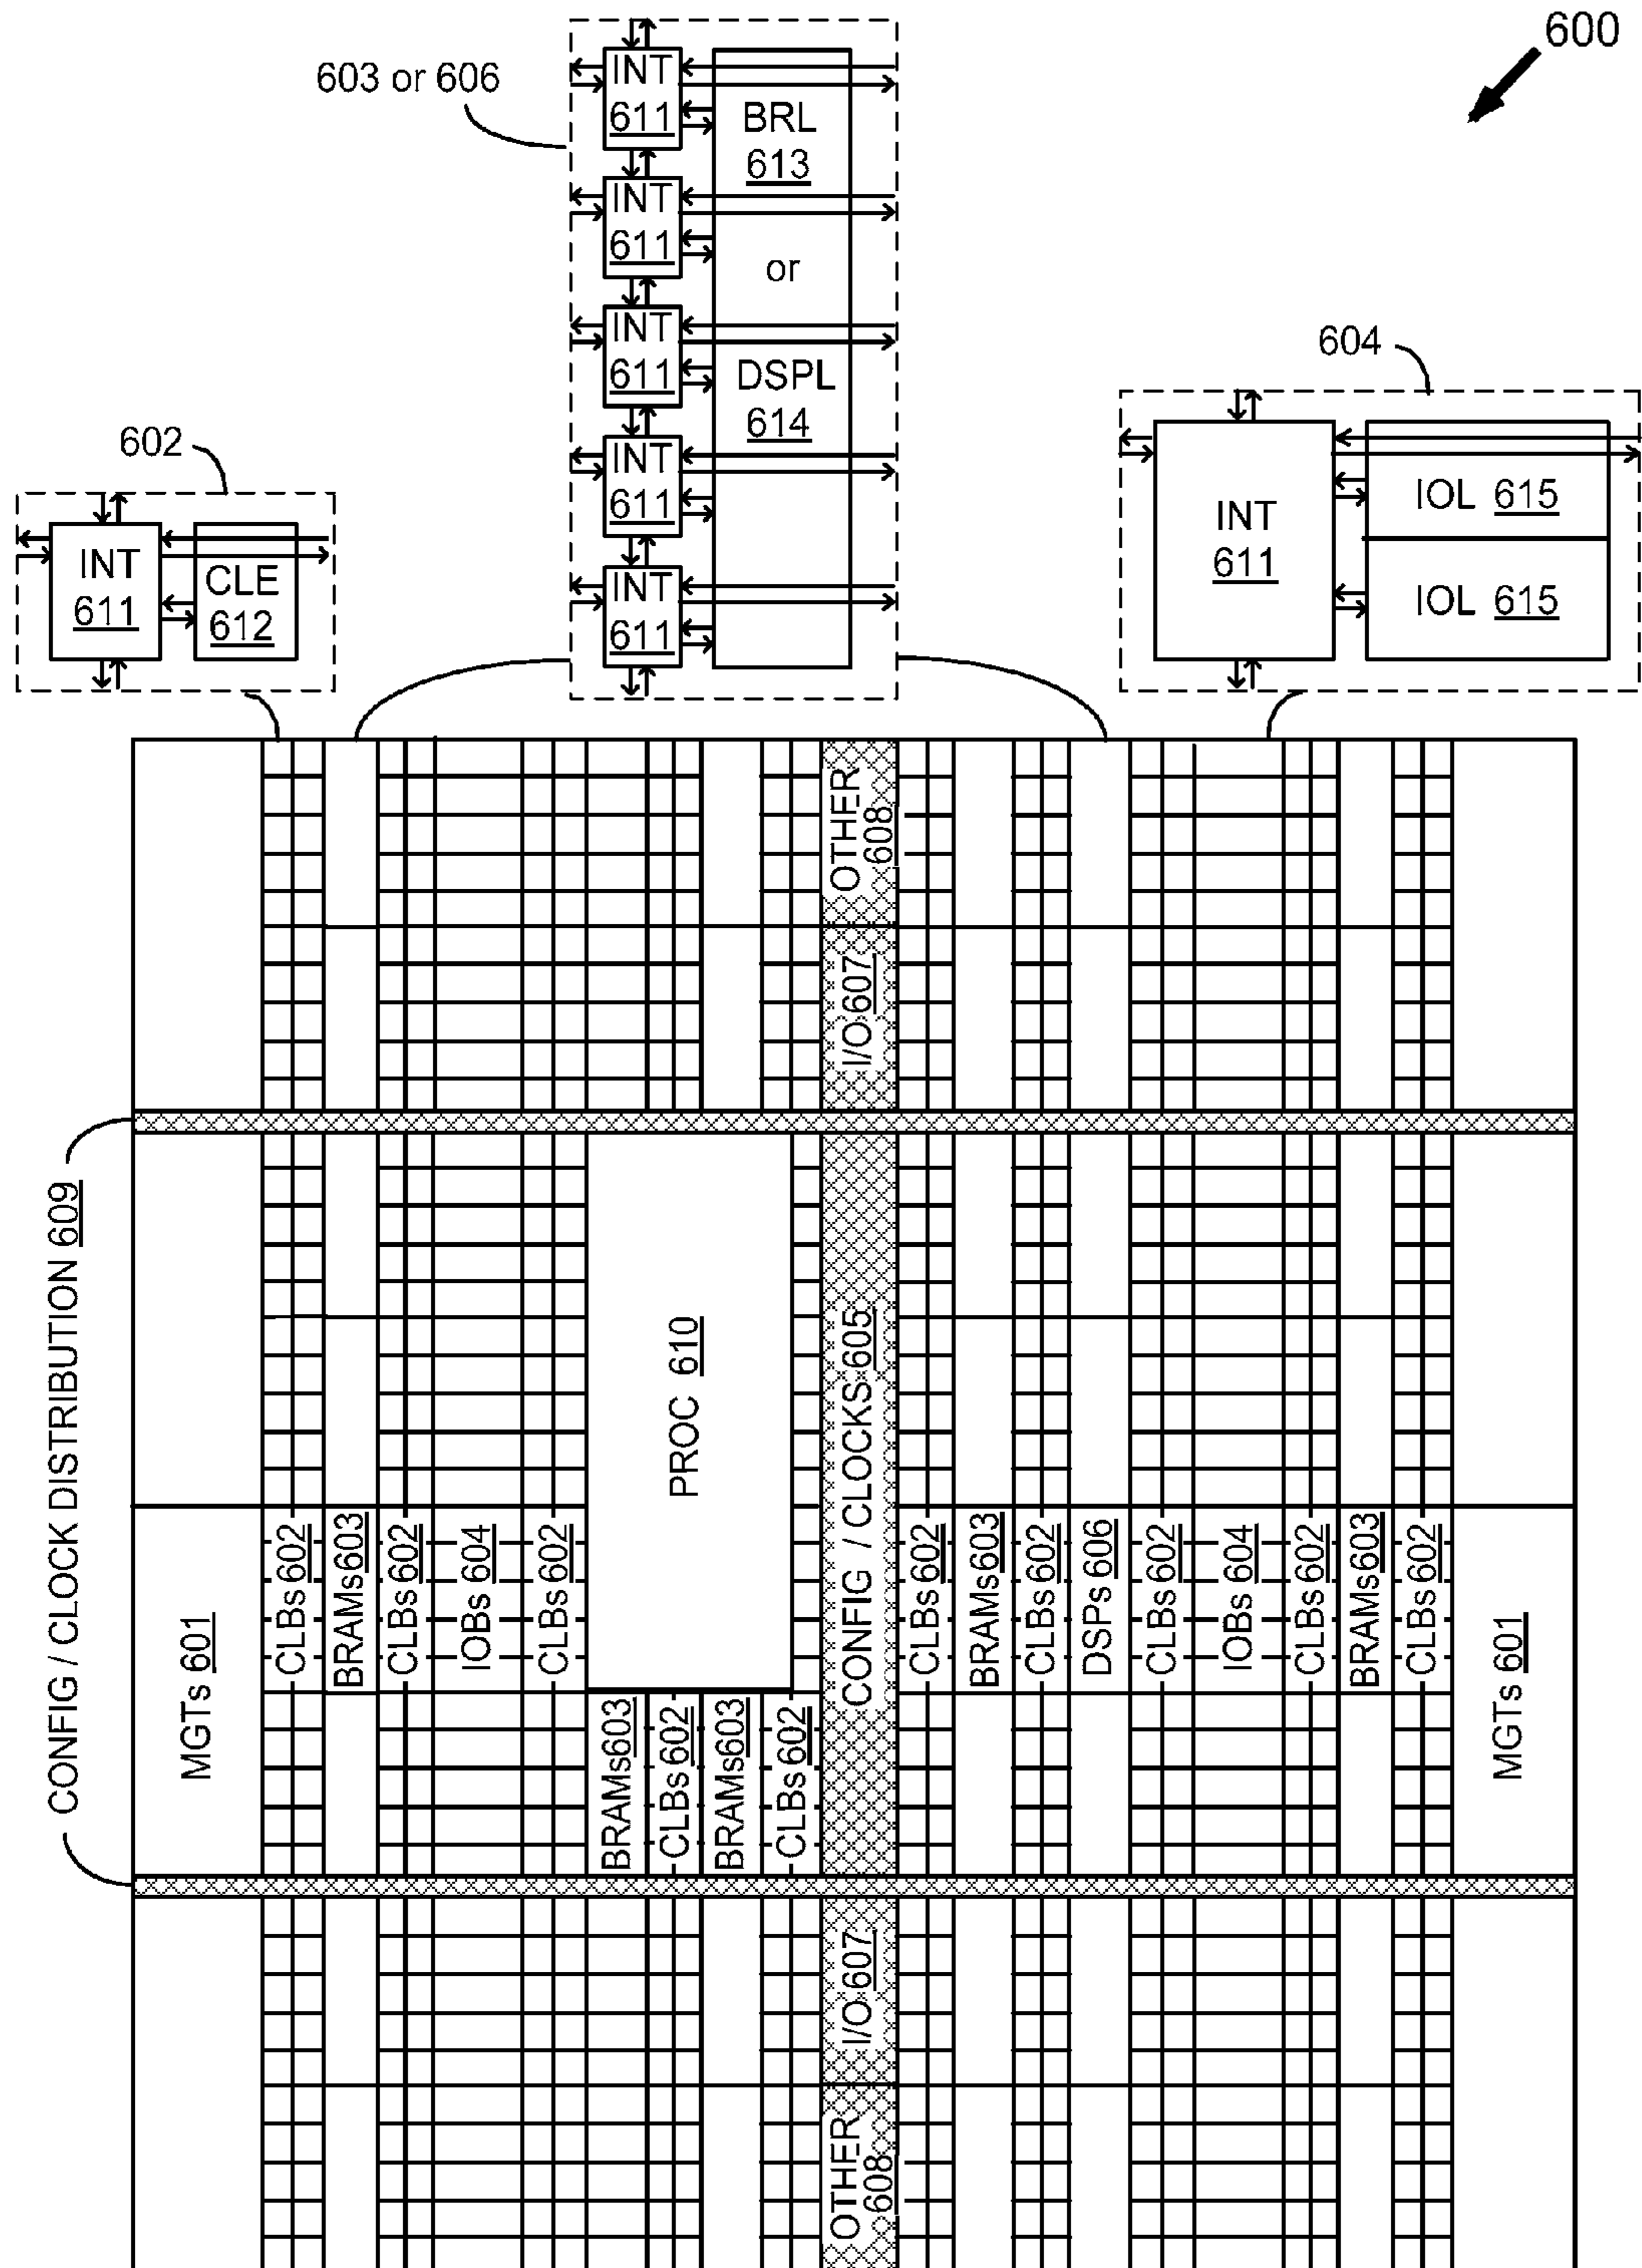 600
603 or 606
INT
611
INT
611
INT
611
INT
611
INT
611
BRL
613
or
DSPL
614
604
INT
611
IOL 615
IOL 615
602
INT
611
CLE
612
OTHER
608
I/O 607
CONFIG / CLOCK DISTRIBUTION 609
PROC 610
CONFIG / CLOCKS 605
MGTs 601
CLBs 602
BRAMs 603
CLBs 602
IOBs 604
CLBs 602
BRAMs 603
CLBs 602
BRAMs 603
CLBs 602
CLBs 602
BRAMs 603
CLBs 602
DSPs 606
CLBs 602
IOBs 604
CLBs 602
BRAMs 603
CLBs 602
MGTs 601
I/O 607
OTHER
608